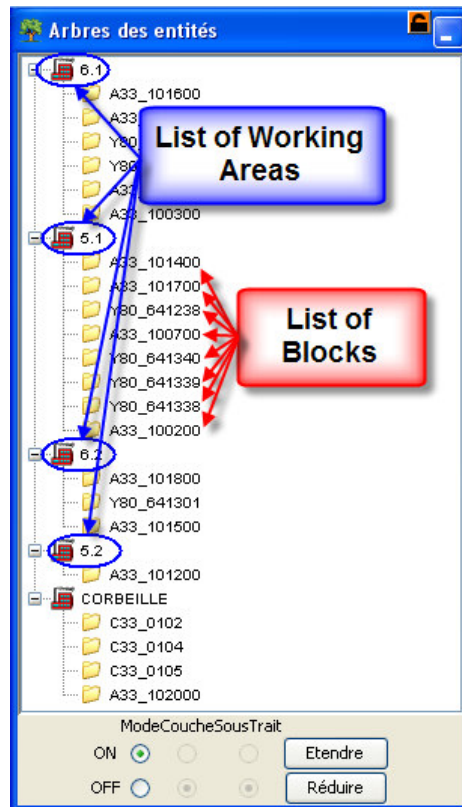 Arbres des entités
6.1
A33_101600
A33
Y80
List of Working
Areas
A33_100300
5.1
A33_101400
A33_101700
Y80_641238
A33_100700
Y80_641340
Y80_641339
Y80_641338
A33_100200
List of
Blocks
6.2
A33_101800
Y80_641301
A33_101500
5.2
A33_101200
CORBEILLE
C33_0102
C33_0104
C33_0105
A33_102000
ModeCoucheSousTrait
ON Etendre
OFF Réduire